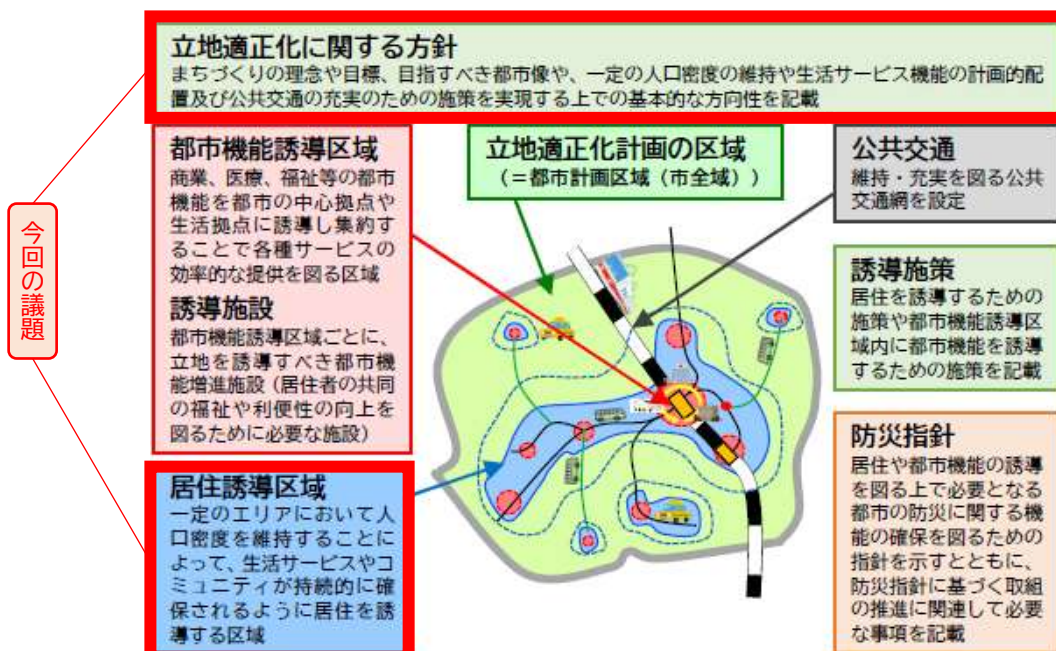 立地適正化に関する方針
まちづくりの理念や目標、目指すべき都市像や、一定の人口密度の維持や生活サービス機能の計画的配
置及び公共交通の充実のための施策を実現する上での基本的な方向性を記載
今回の議題
都市機能誘導区域
商業、医療、福祉等の都市
機能を都市の中心拠点や
生活拠点に誘導し集約す
ることで各種サービスの
効率的な提供を図る区域
誘導施設
都市機能誘導区域ごとに、
立地を誘導すべき都市機
能増進施設（居住者の共同
の福祉や利便性の向上を
図るために必要な施設）
居住誘導区域
一定のエリアにおいて人
口密度を維持することに
よって、生活サービスやコ
ミュニティが持続的に確
保されるように居住を誘
導する区域
立地適正化計画の区域
（＝都市計画区域（市全域））
公共交通
維持・充実を図る公共
交通網を設定
誘導施策
居住を誘導するための
施策や都市機能誘導区
域内に都市機能を誘導
するための施策を記載
防災指針
居住や都市機能の誘導
を図る上で必要となる
都市の防災に関する機
能の確保を図るための
指針を示すとともに、
防災指針に基づく取組
の推進に関連して必要
な事項を記載